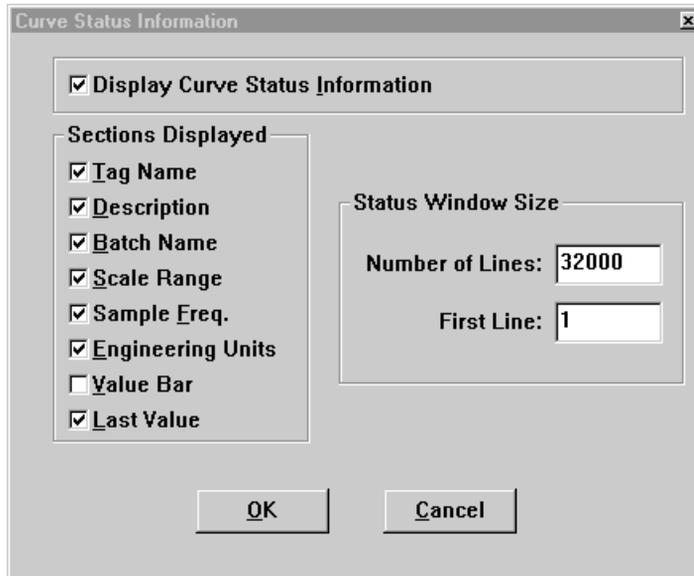 Curve Status Information
Display Curve Status Information
Sections Displayed
Tag Name
Description
Batch Name
Scale Range
Sample Freq.
Engineering Units
Value Bar
Last Value
Status Window Size
Number of Lines: 32000
First Line: 1
OK
Cancel